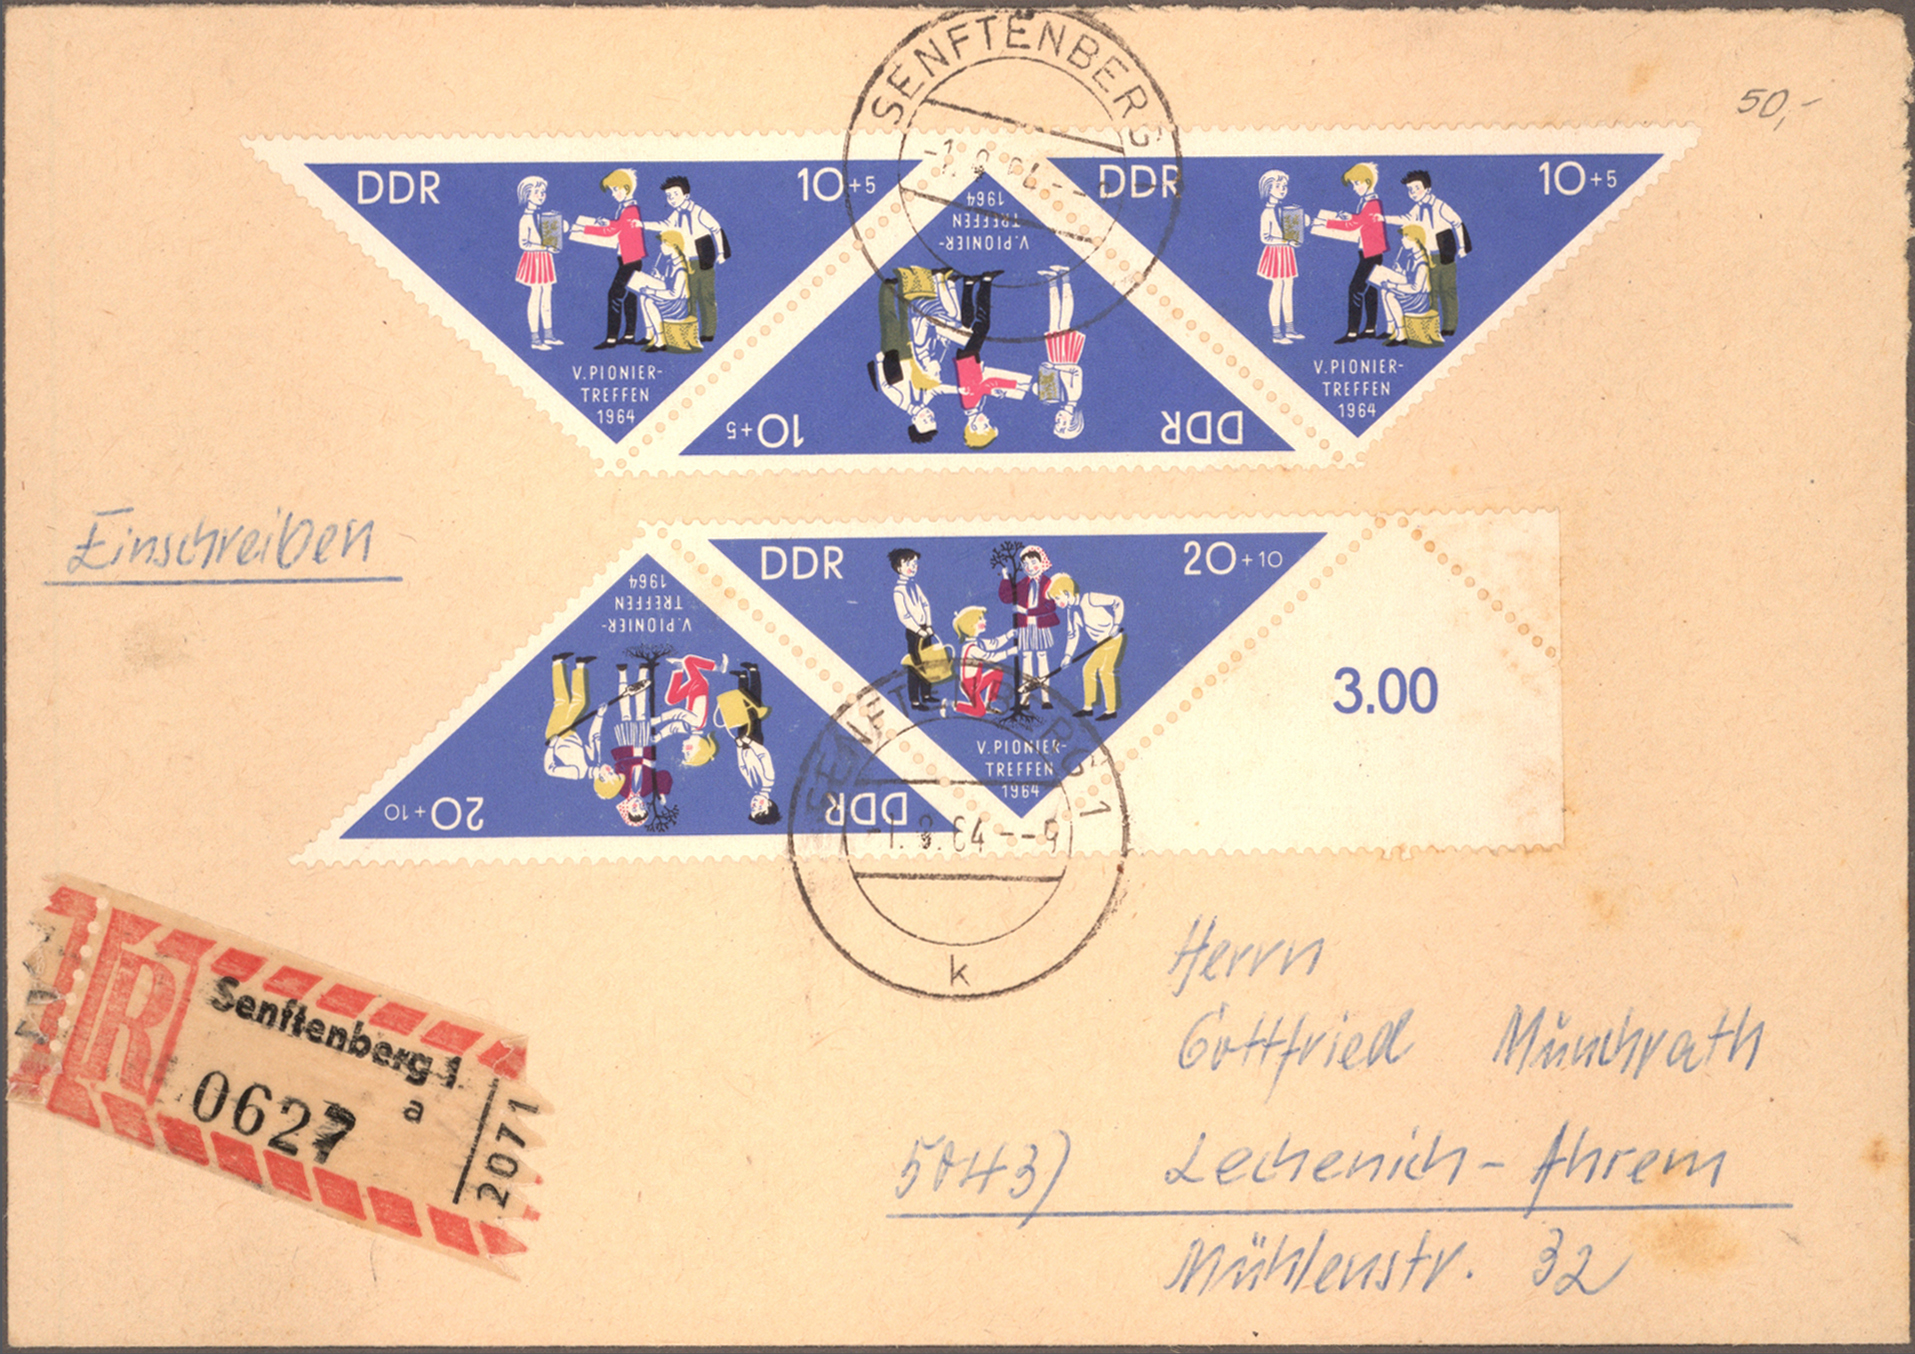 SENFTENBERG
50,-
DDR 10+5
V.PIONIER-
TREFFEN
1964
DDR 10+5
V.PIONIER-
TREFFEN
1964
DDR 10+5
V.PIONIER-
TREFFEN
1964
Einschreiben
DDR 20+10
V.PIONIER-
TREFFEN
1964
DDR 20+10
V.PIONIER-
TREFFEN
1964
3.00
SENFTENBERG 1
k
R
Senftenberg 1
a
0627
2071
Herrn
Gottfried Münchrath
5043) Lechenich-Ahrem
Mühlenstr. 32